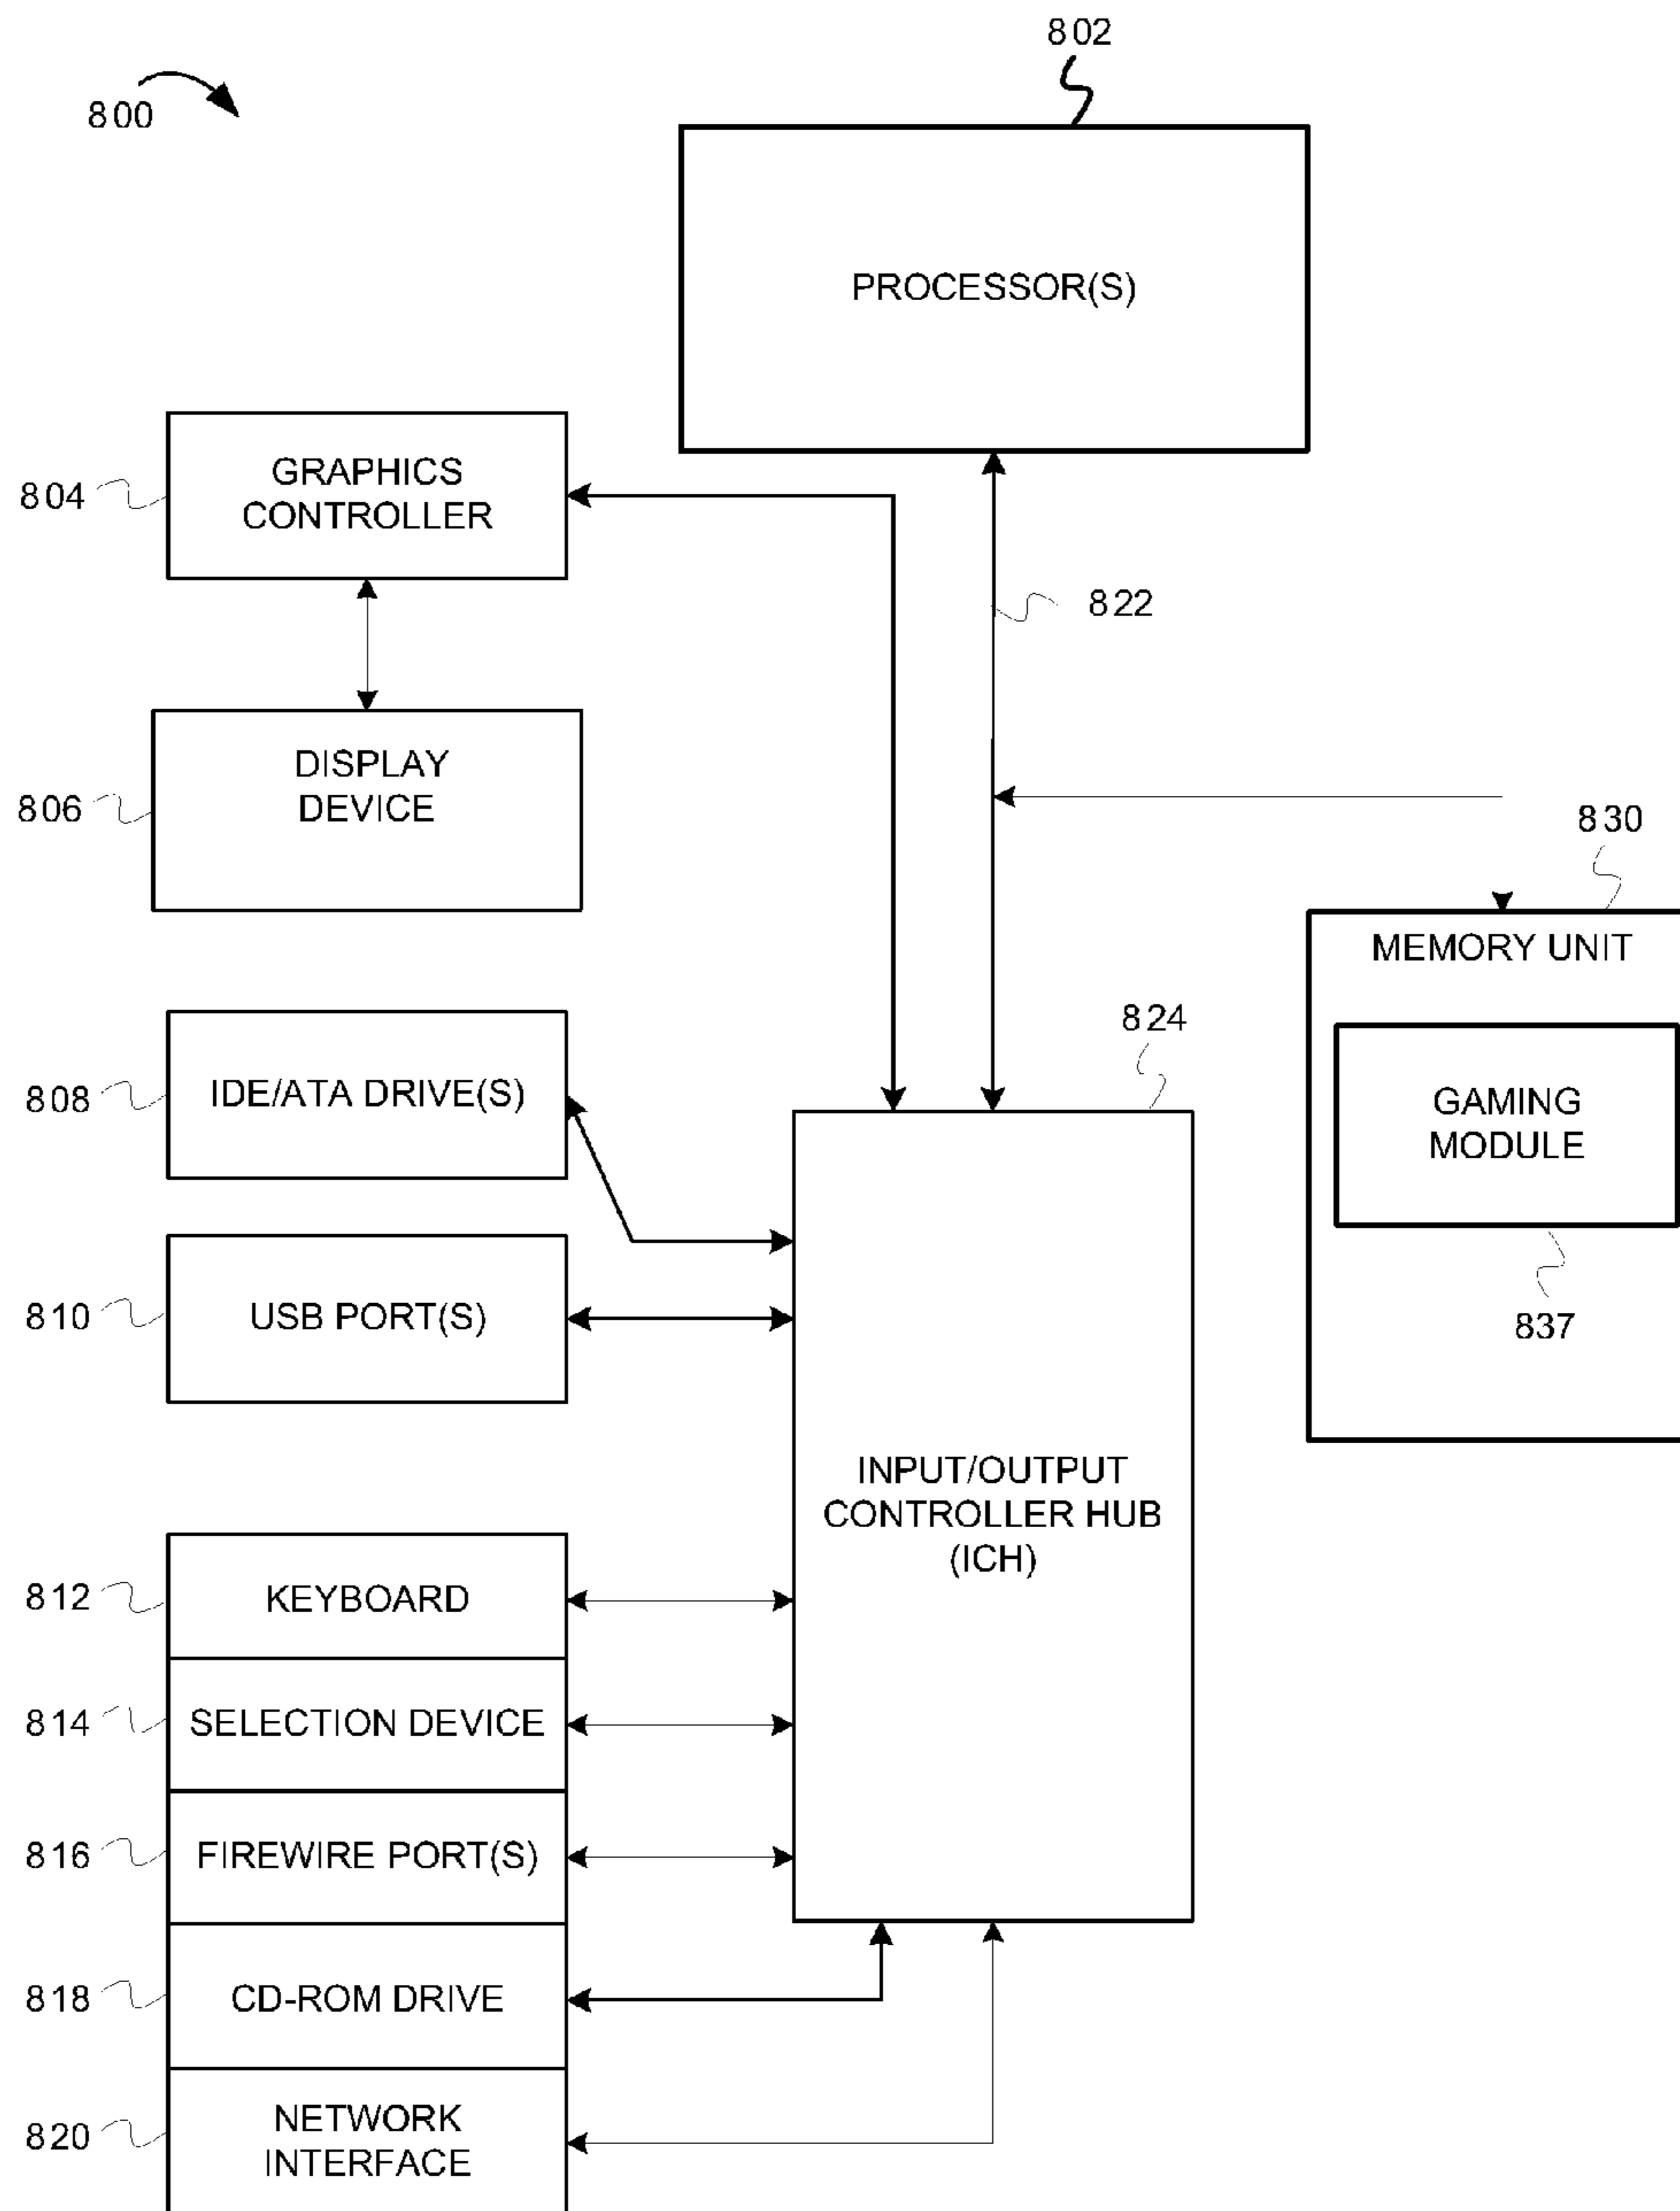 802
800
PROCESSOR(S)
804
GRAPHICS
CONTROLLER
822
806
DISPLAY
DEVICE
830
MEMORY UNIT
824
808
IDE/ATA DRIVE(S)
GAMING
MODULE
810
USB PORT(S)
837
INPUT/OUTPUT
CONTROLLER HUB
(ICH)
812
KEYBOARD
814
SELECTION DEVICE
816
FIREWIRE PORT(S)
818
CD-ROM DRIVE
820
NETWORK
INTERFACE